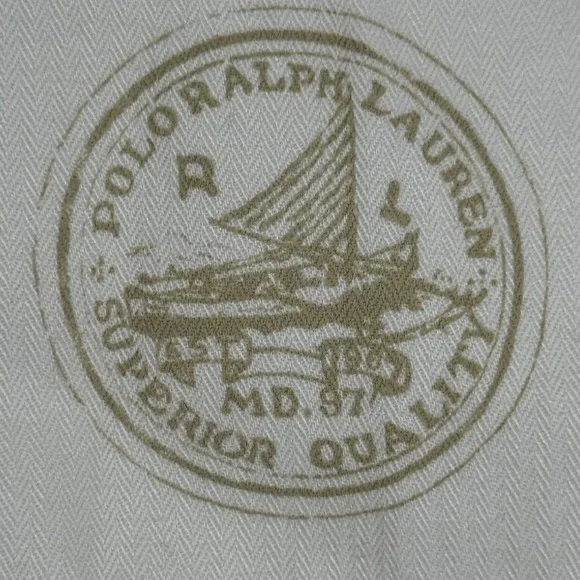 POLO RALPH LAUREN
R L
MD. 97
SUPERIOR QUALITY